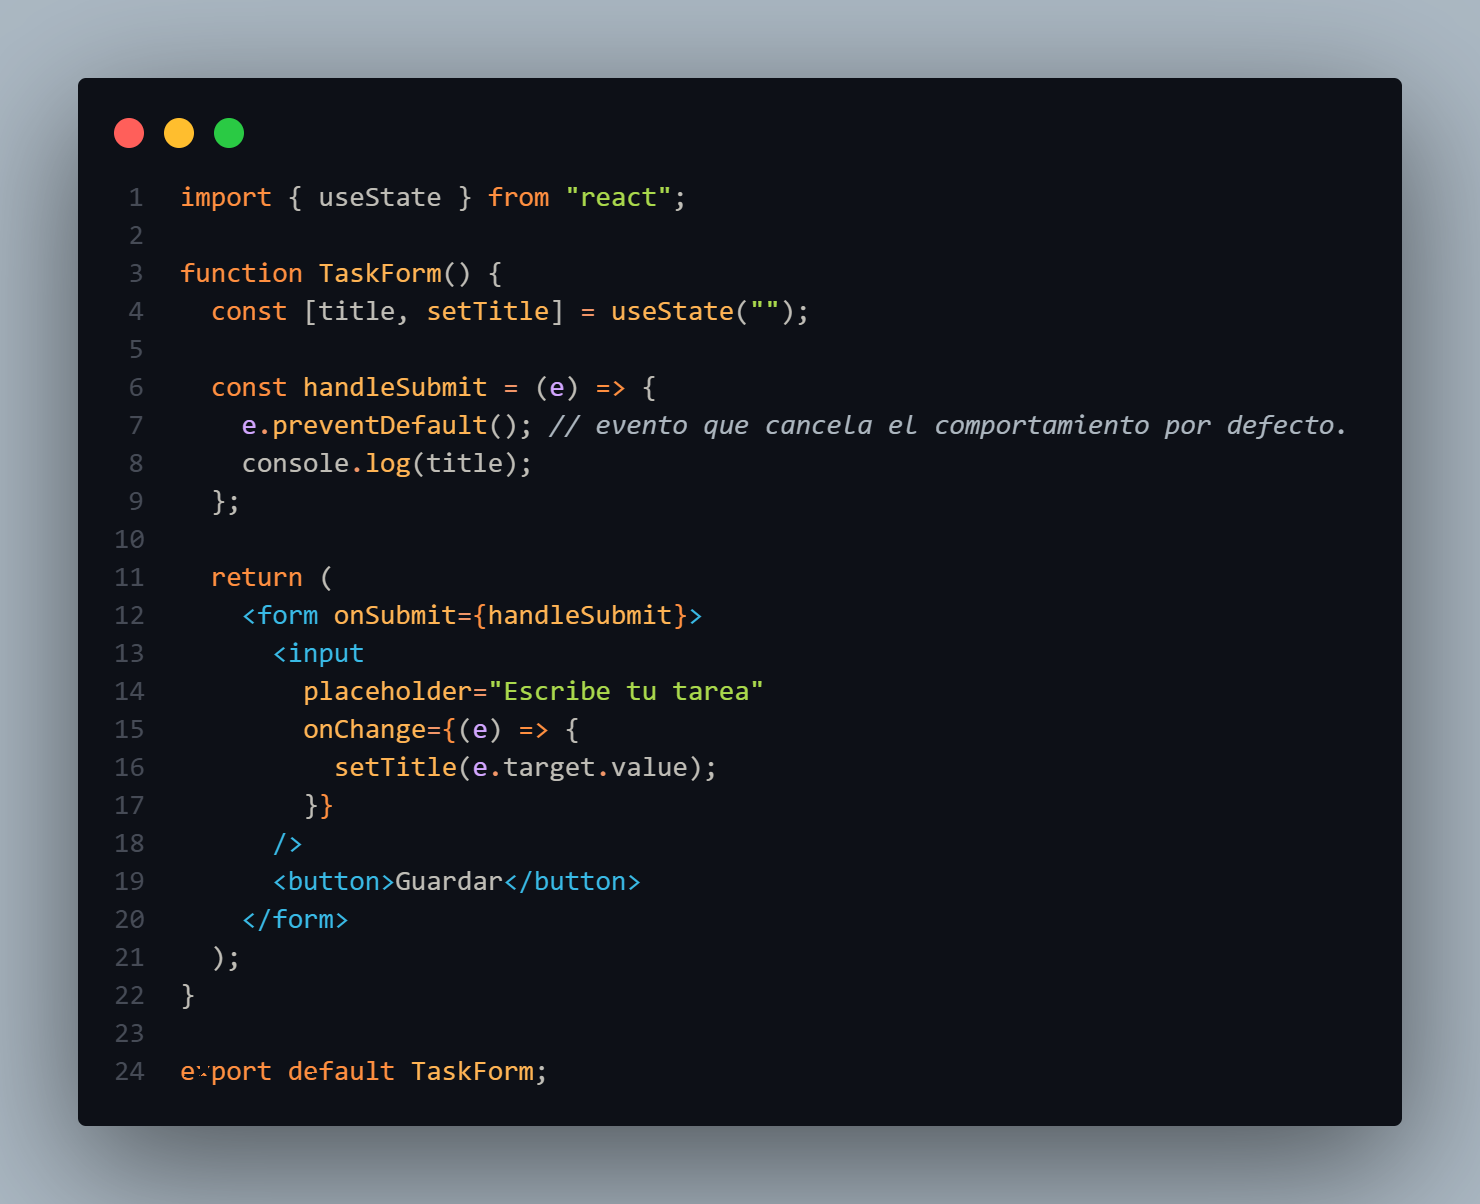 1 import { useState } from "react";
2
3 function TaskForm() {
4   const [title, setTitle] = useState("");
5
6   const handleSubmit = (e) => {
7     e.preventDefault(); // evento que cancela el comportamiento por defecto.
8     console.log(title);
9   };
10
11   return (
12     <form onSubmit={handleSubmit}>
13       <input
14         placeholder="Escribe tu tarea"
15         onChange={(e) => {
16           setTitle(e.target.value);
17         }}
18       />
19       <button>Guardar</button>
20     </form>
21   );
22 }
23
24 export default TaskForm;